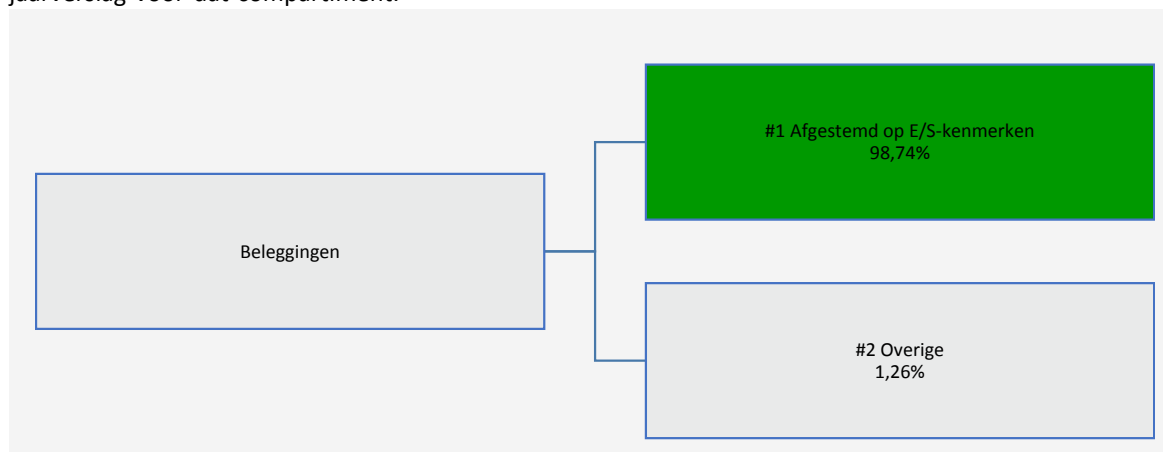 jaarverslag voor dat compartiment.
#1 Afgestemd op E/S-kenmerken
98,74%
Beleggingen
#2 Overige
1,26%